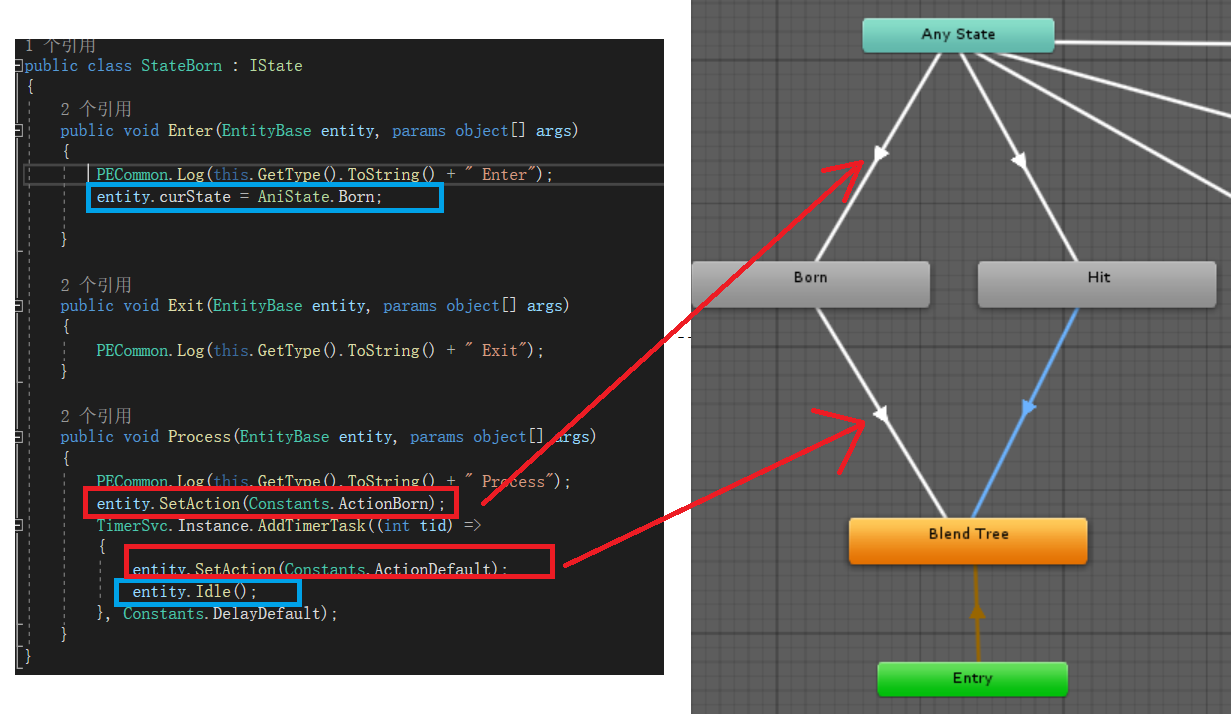 1 个引用
public class StateBorn : IState
{
2 个引用
public void Enter(EntityBase entity, params object[] args)
{
PECommon.Log(this.GetType().ToString() + " Enter");
entity.curState = AniState.Born;
}
2 个引用
public void Exit(EntityBase entity, params object[] args)
{
PECommon.Log(this.GetType().ToString() + " Exit");
}
2 个引用
public void Process(EntityBase entity, params object[] args)
{
PECommon.Log(this.GetType().ToString() + " Process");
entity.SetAction(Constants.ActionBorn);
TimerSvc.Instance.AddTimerTask((int tid) =>
{
entity.SetAction(Constants.ActionDefault);
entity.Idle();
}, Constants.DelayDefault);
}
}
Any State
Born
Hit
Blend Tree
Entry